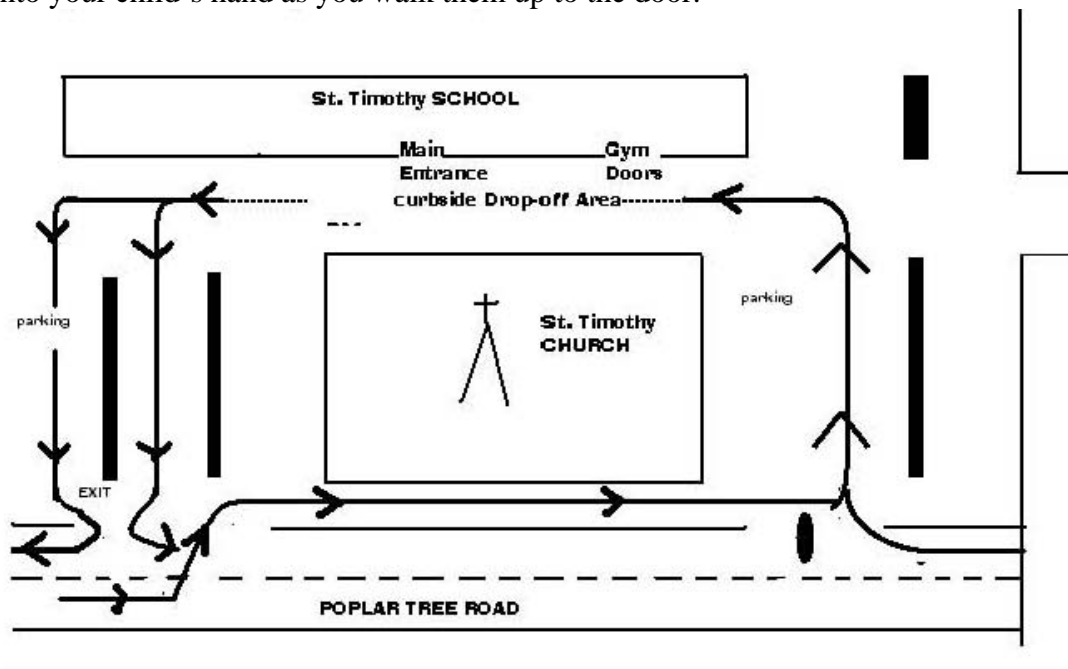 into your child's hand as you walk them up to the door.
St. Timothy SCHOOL
Main Gym
Entrance Doors
curbside Drop-off Area
parking
parking
St. Timothy
CHURCH
EXIT
POPLAR TREE ROAD